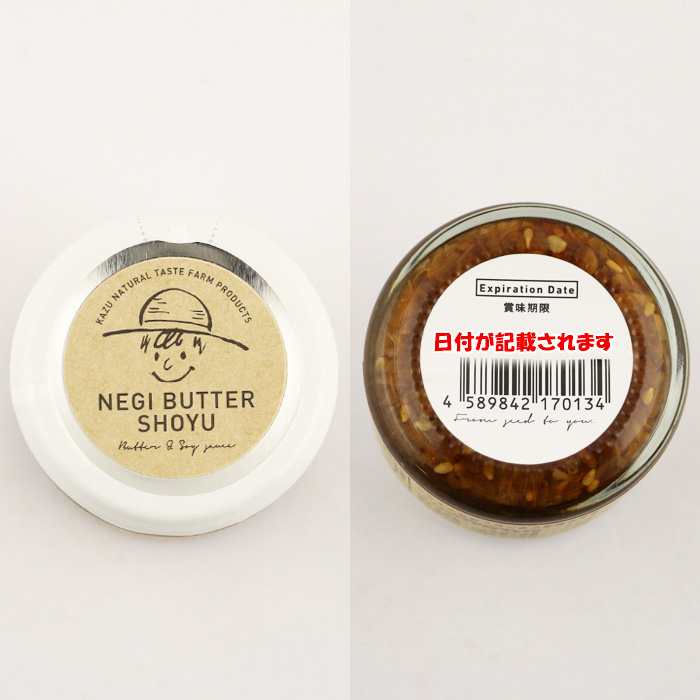 KAZU NATURAL TASTE FARM PRODUCTS
NEGI BUTTER
SHOYU
Butter & Soy sauce
Expiration Date
賞味期限
日付が記載されます
4 589842 170134
From seed to you